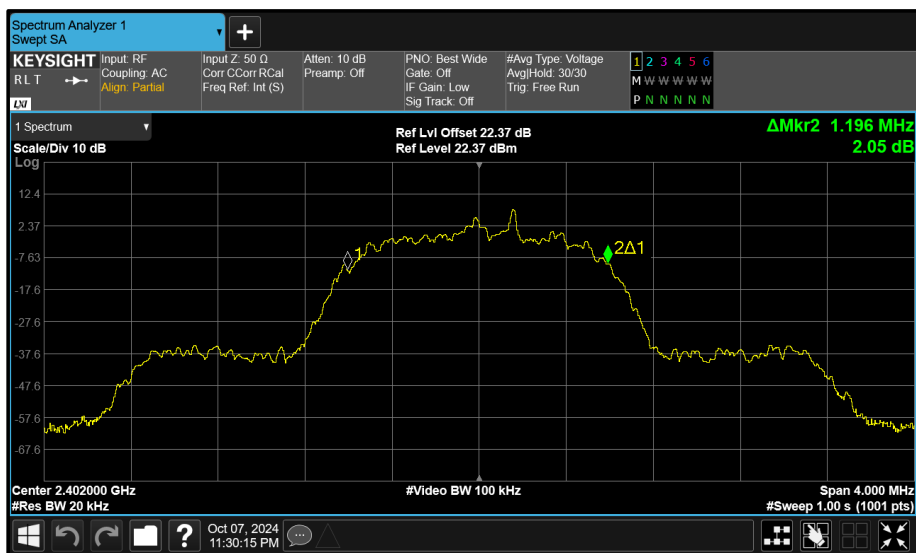 Spectrum Analyzer 1
Swept SA
+
KEYSIGHT
R L T
LXI
Input: RF
Coupling: AC
Align: Partial
Input Z: 50 Ω
Corr CCorr RCal
Freq Ref: Int (S)
Atten: 10 dB
Preamp: Off
PNO: Best Wide
Gate: Off
IF Gain: Low
Sig Track: Off
#Avg Type: Voltage
Avg|Hold: 30/30
Trig: Free Run
1 2 3 4 5 6
M W W W W W
P N N N N N
1 Spectrum
Scale/Div 10 dB
Ref Lvl Offset 22.37 dB
Ref Level 22.37 dBm
ΔMkr2 1.196 MHz
2.05 dB
Log
12.4
2.37
-7.63
-17.6
-27.6
-37.6
-47.6
-57.6
-67.6
1
2Δ1
Center 2.402000 GHz
#Video BW 100 kHz
Span 4.000 MHz
#Res BW 20 kHz
#Sweep 1.00 s (1001 pts)
?
Oct 07, 2024
11:30:15 PM